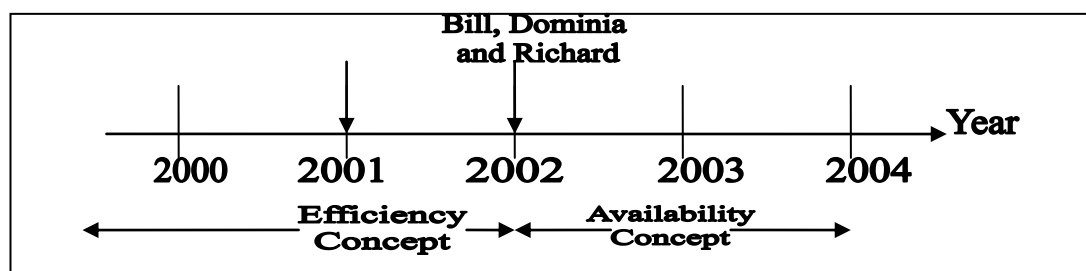 Bill, Dominia
and Richard
Year
2000 2001 2002 2003 2004
Efficiency
Concept
Availability
Concept